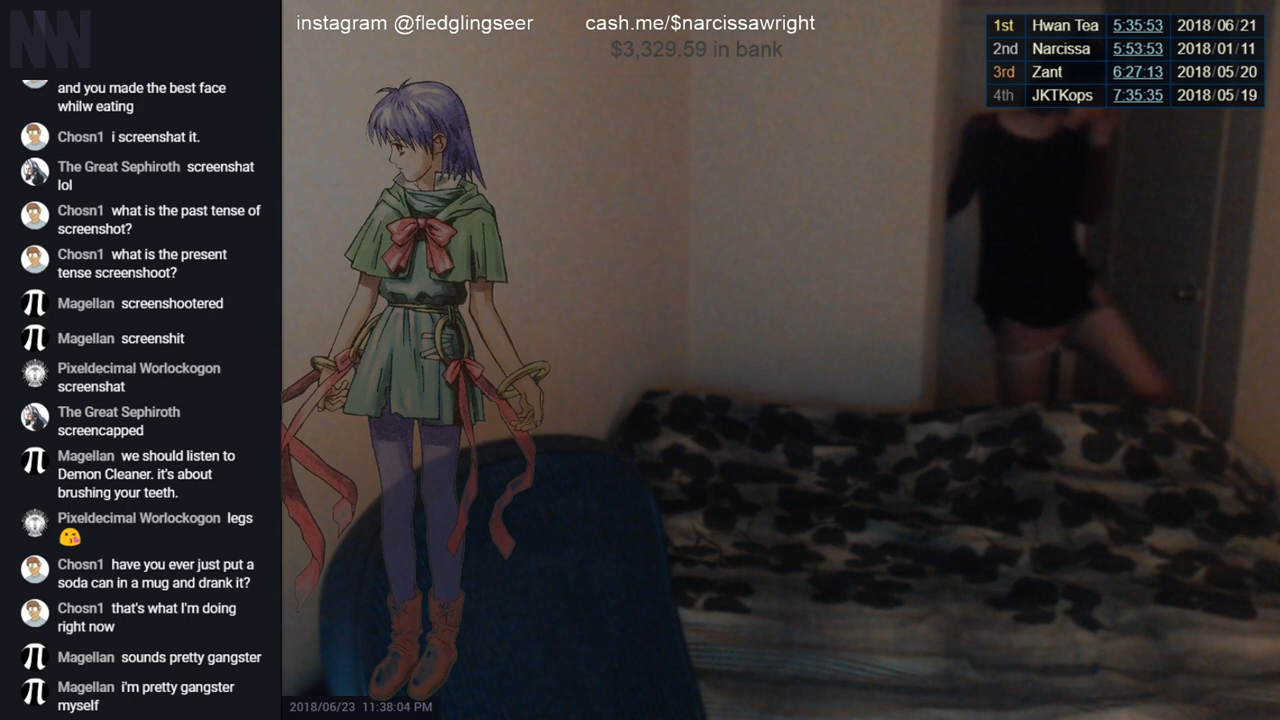 NNN
and you made the best face
whilw eating
Chosn1 i screenshat it.
The Great Sephiroth screenshat
lol
Chosn1 what is the past tense of
screenshot?
Chosn1 what is the present
tense screenshoot?
Magellan screenshootered
Magellan screenshit
Pixeldecimal Worlockogon
screenshat
The Great Sephiroth
screencapped
Magellan we should listen to
Demon Cleaner. it's about
brushing your teeth.
Pixeldecimal Worlockogon legs
😘
Chosn1 have you ever just put a
soda can in a mug and drank it?
Chosn1 that's what I'm doing
right now
Magellan sounds pretty gangster
Magellan i'm pretty gangster
myself
instagram @fledglingseer cash.me/$narcissawright
$3,329.59 in bank
1st Hwan Tea 5:35:53 2018/06/21
2nd Narcissa 5:53:53 2018/01/11
3rd Zant 6:27:13 2018/05/20
4th JKTKops 7:35:35 2018/05/19
2018/06/23 11:38:04 PM